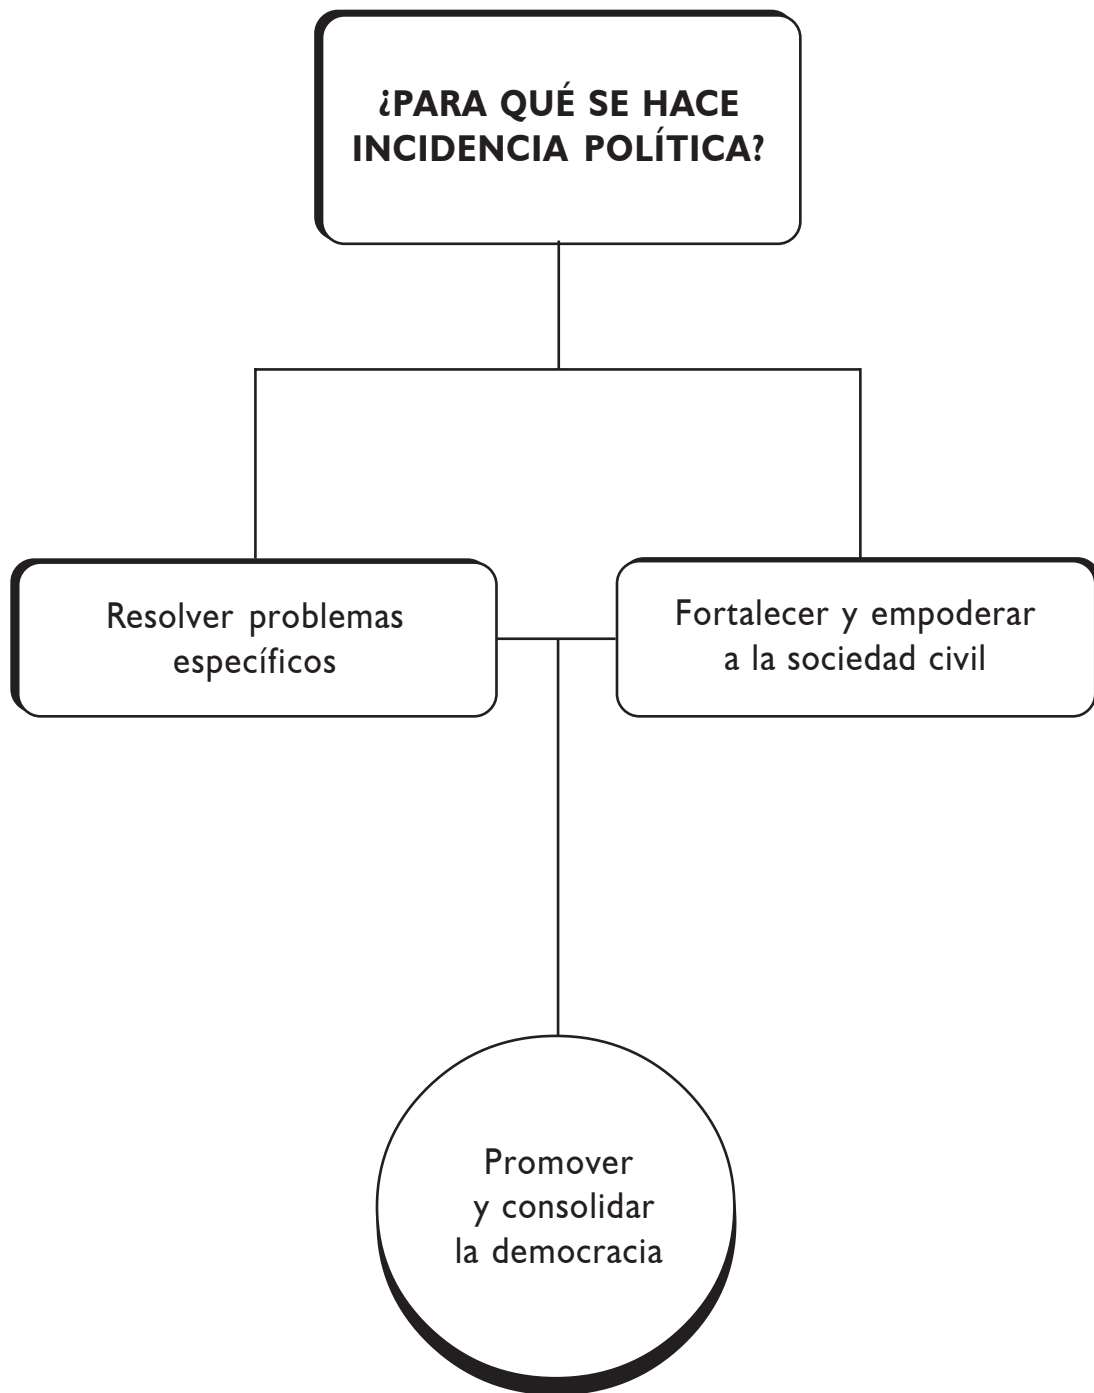 ¿PARA QUÉ SE HACE
INCIDENCIA POLÍTICA?
Resolver problemas
específicos
Fortalecer y empoderar
a la sociedad civil
Promover
y consolidar
la democracia